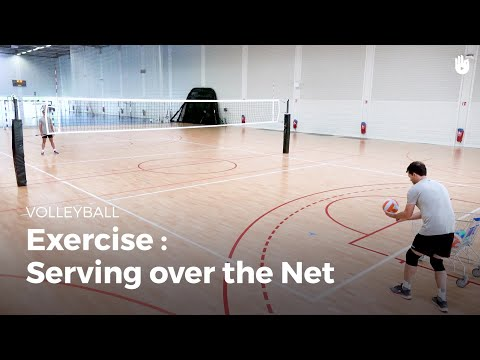 VOLLEYBALL
Exercise :
Serving over the Net